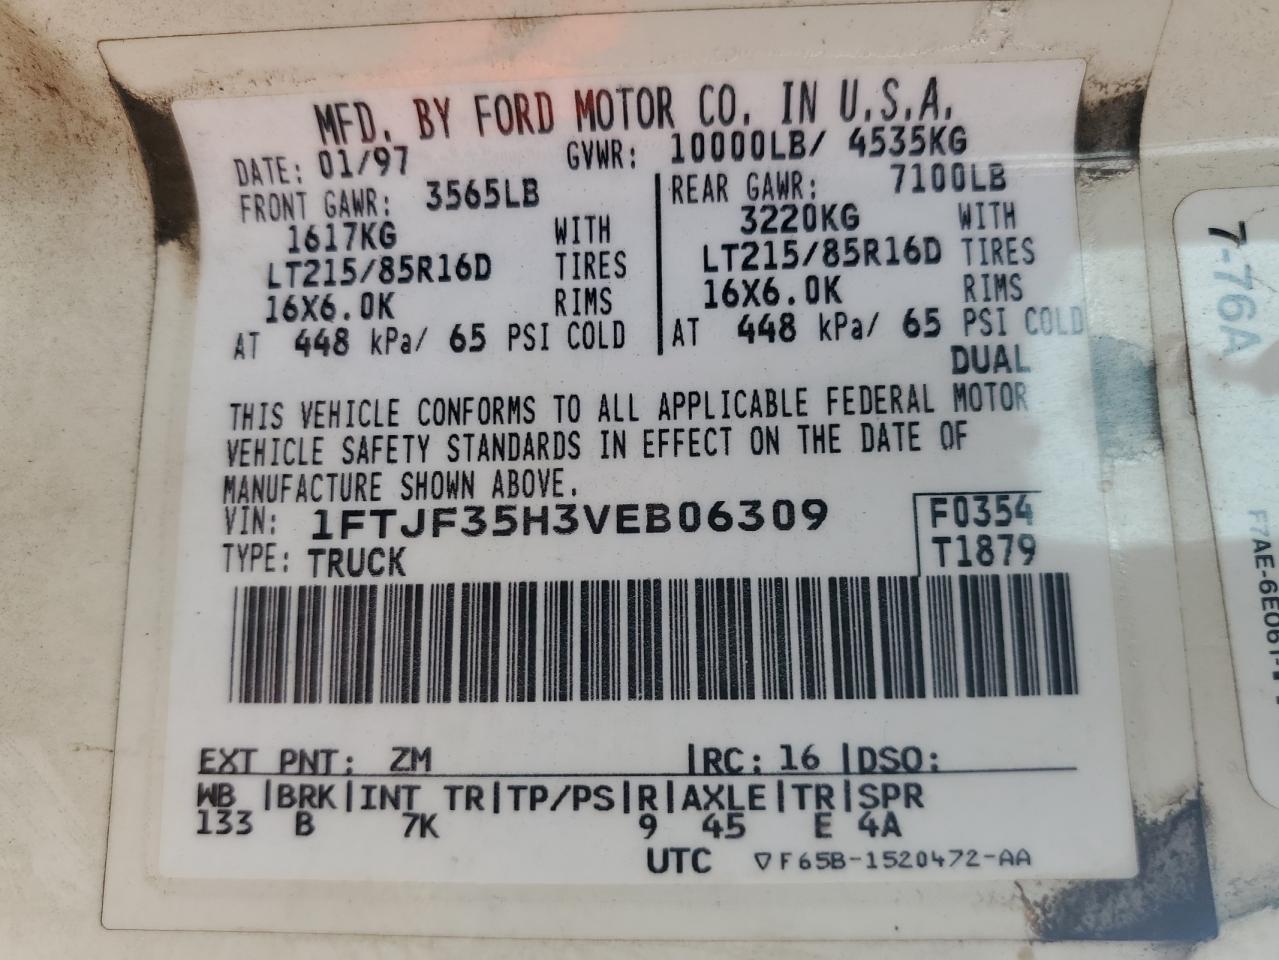 MFD. BY FORD MOTOR CO. IN U.S.A.
DATE: 01/97 GVWR: 10000LB/ 4535KG
FRONT GAWR: 3565LB
1617KG WITH
LT215/85R16D TIRES
16X6.0K RIMS
AT 448 kPa/ 65 PSI COLD
REAR GAWR: 7100LB
3220KG WITH
LT215/85R16D TIRES
16X6.0K RIMS
AT 448 kPa/ 65 PSI COLD
DUAL
THIS VEHICLE CONFORMS TO ALL APPLICABLE FEDERAL MOTOR
VEHICLE SAFETY STANDARDS IN EFFECT ON THE DATE OF
MANUFACTURE SHOWN ABOVE.
VIN: 1FTJF35H3VEB06309
TYPE: TRUCK
F0354
T1879
EXT PNT: ZM |RC: 16 |DSO:
WB |BRK|INT TR|TP/PS|R|AXLE|TR|SPR
133 B 7K 9 45 E 4A
UTC ▽F65B-1520472-AA
7-76A